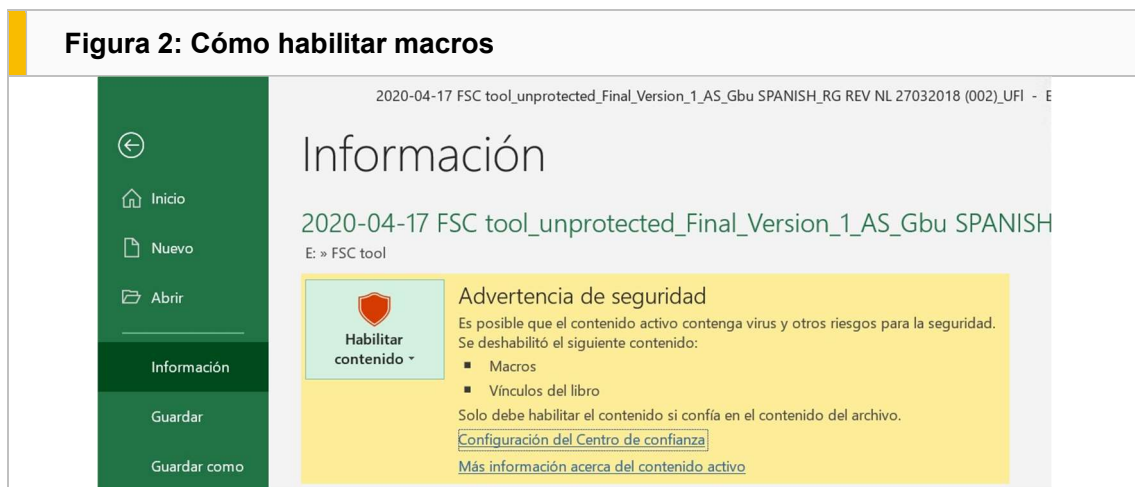 Figura 2: Cómo habilitar macros
2020-04-17 FSC tool_unprotected_Final_Version_1_AS_Gbu SPANISH_RG REV NL 27032018 (002)_UFI - E
Información
Inicio
Nuevo
Abrir
Información
Guardar
Guardar como
2020-04-17 FSC tool_unprotected_Final_Version_1_AS_Gbu SPANISH
E: » FSC tool
Habilitar
contenido
Advertencia de seguridad
Es posible que el contenido activo contenga virus y otros riesgos para la seguridad.
Se deshabilitó el siguiente contenido:
▪ Macros
▪ Vínculos del libro
Solo debe habilitar el contenido si confía en el contenido del archivo.
Configuración del Centro de confianza
Más información acerca del contenido activo